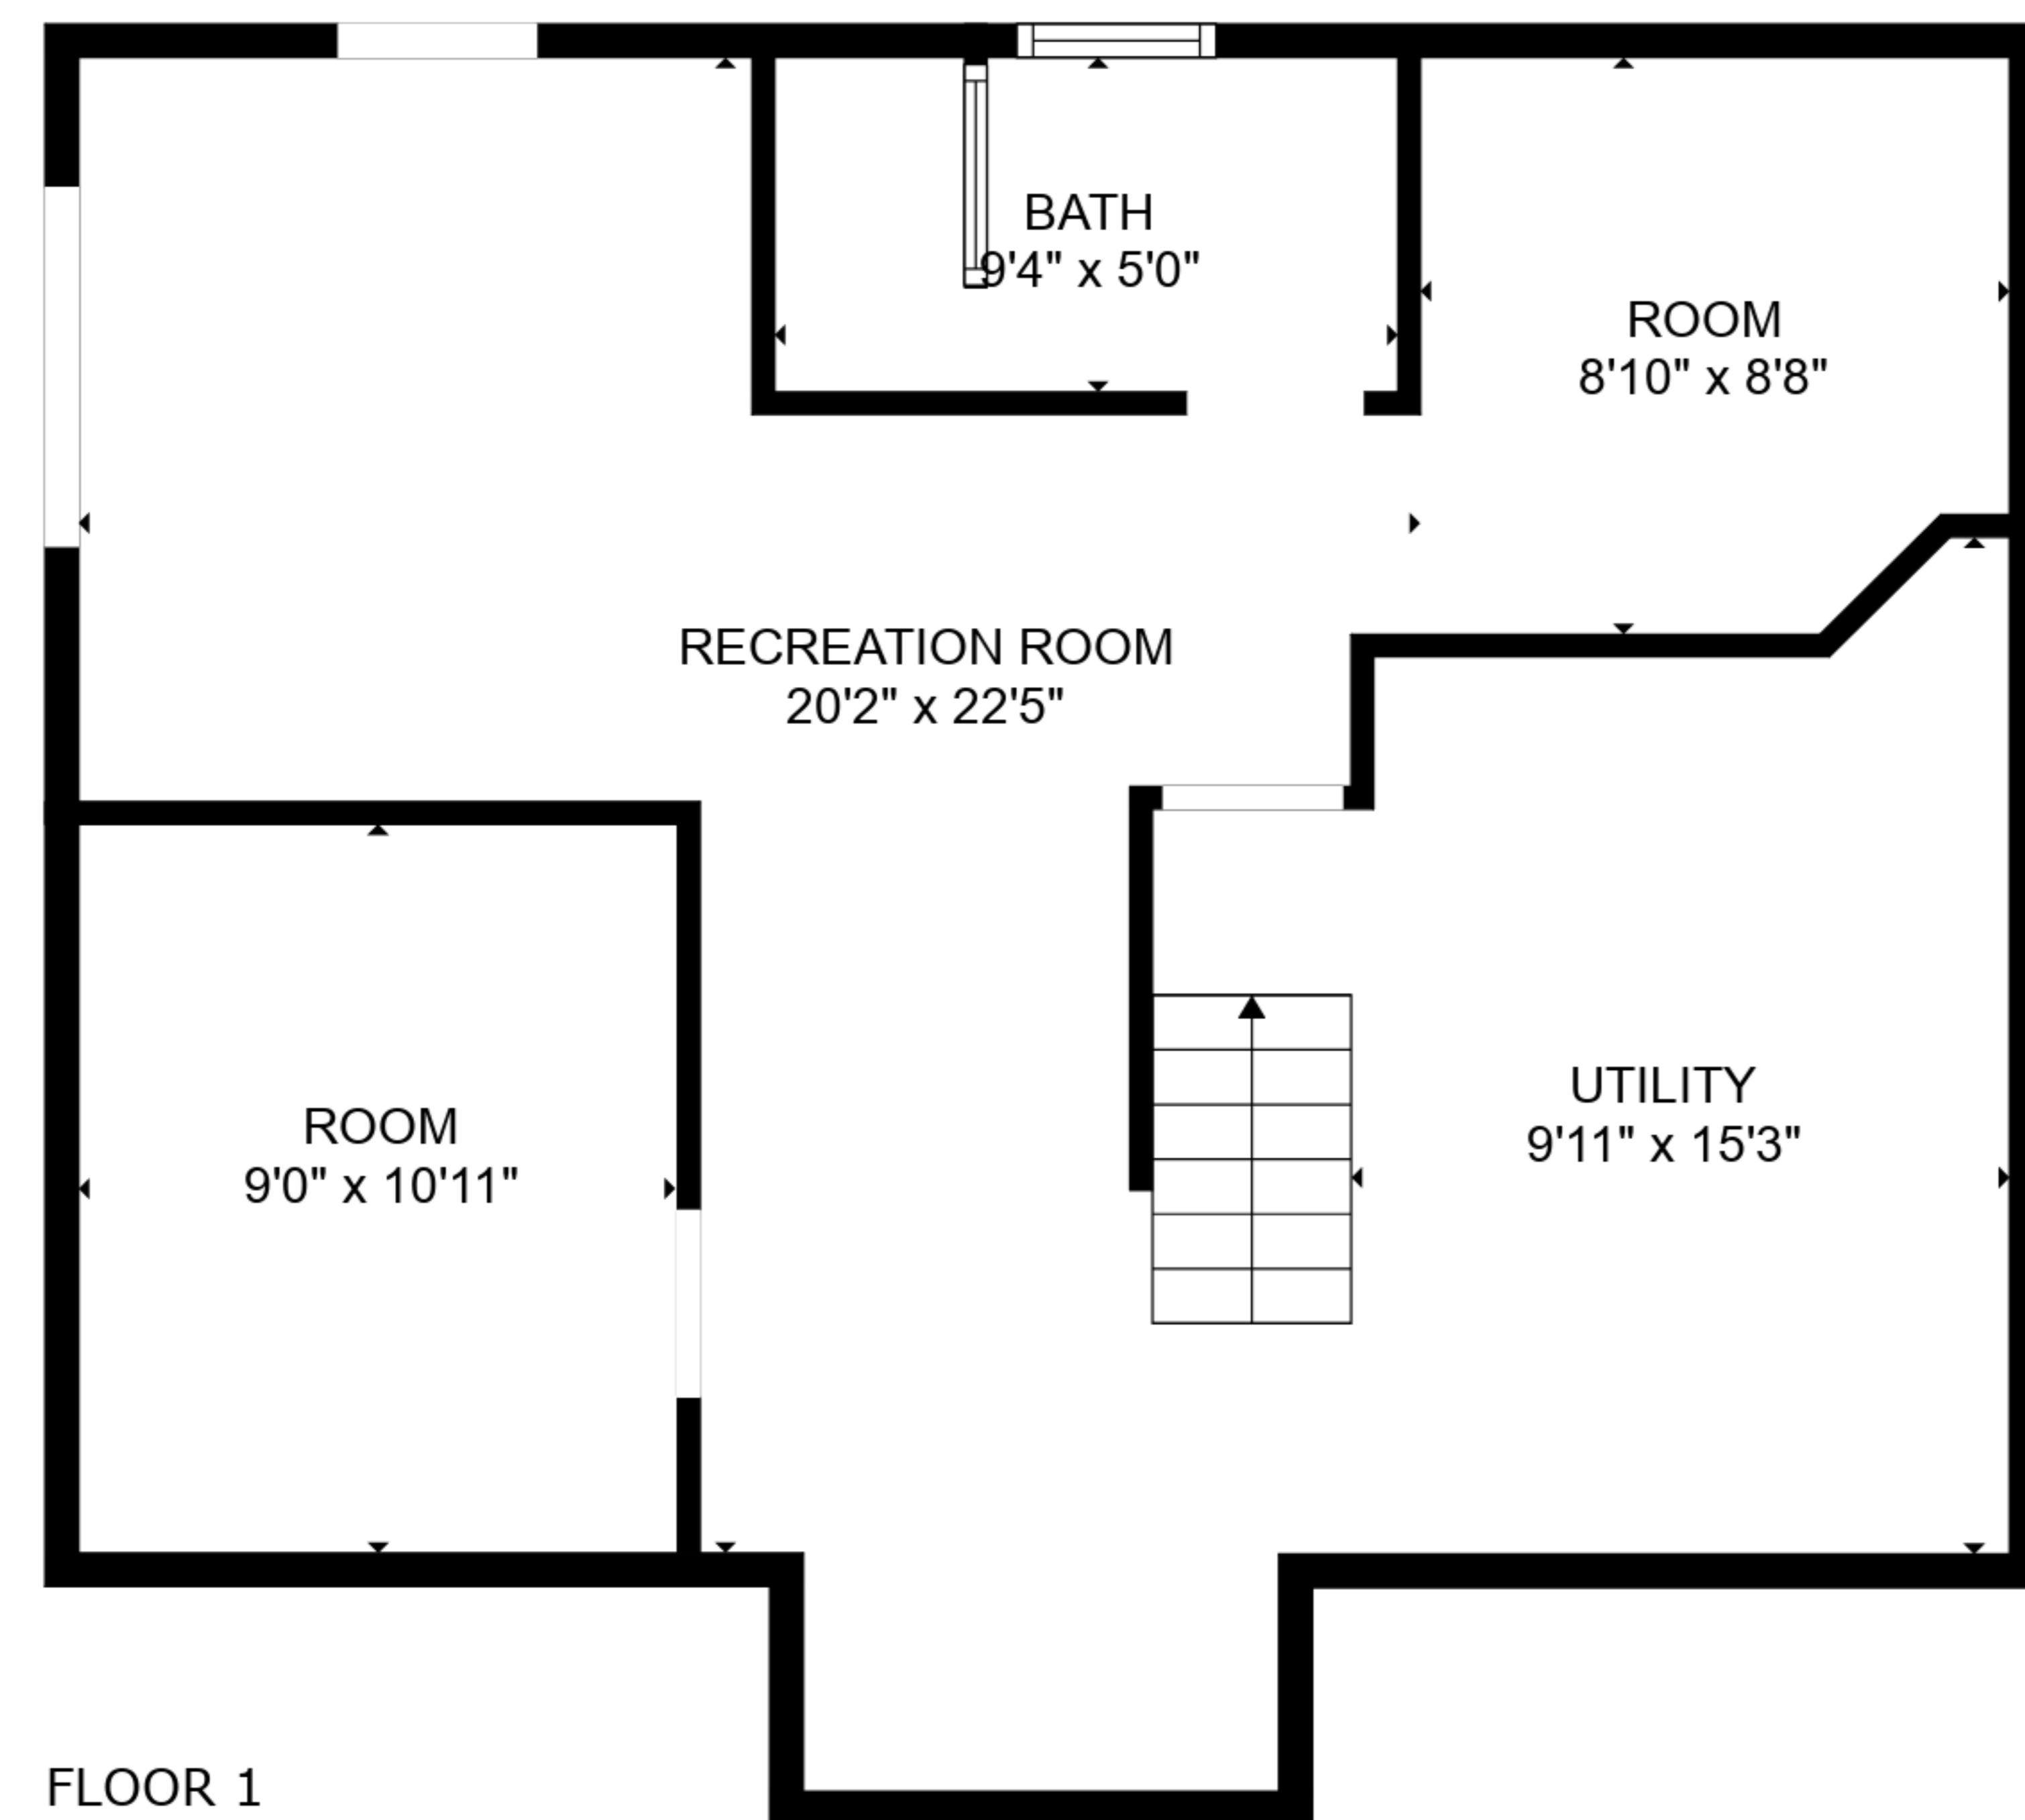 BATH
9'4" x 5'0"
ROOM
8'10" x 8'8"
RECREATION ROOM
20'2" x 22'5"
UTILITY
9'11" x 15'3"
ROOM
9'0" x 10'11"
FLOOR 1